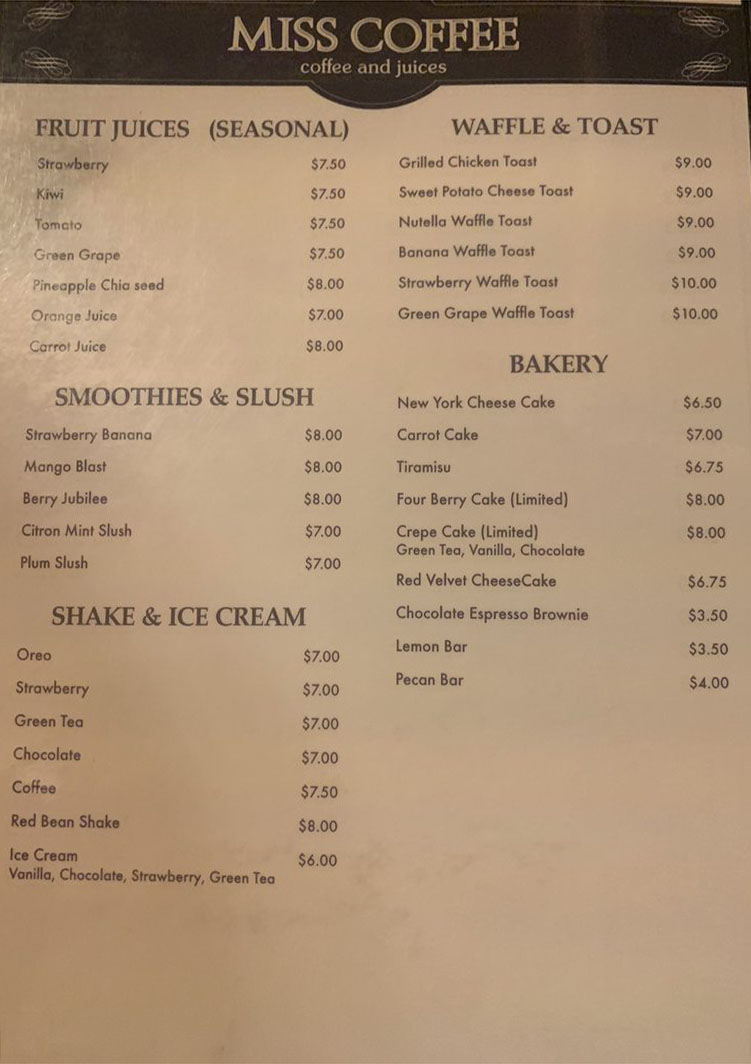 MISS COFFEE
coffee and juices
FRUIT JUICES (SEASONAL)
Strawberry $7.50
Kiwi $7.50
Tomato $7.50
Green Grape $7.50
Pineapple Chia seed $8.00
Orange Juice $7.00
Carrot Juice $8.00
SMOOTHIES & SLUSH
Strawberry Banana $8.00
Mango Blast $8.00
Berry Jubilee $8.00
Citron Mint Slush $7.00
Plum Slush $7.00
SHAKE & ICE CREAM
Oreo $7.00
Strawberry $7.00
Green Tea $7.00
Chocolate $7.00
Coffee $7.50
Red Bean Shake $8.00
Ice Cream $6.00
Vanilla, Chocolate, Strawberry, Green Tea
WAFFLE & TOAST
Grilled Chicken Toast $9.00
Sweet Potato Cheese Toast $9.00
Nutella Waffle Toast $9.00
Banana Waffle Toast $9.00
Strawberry Waffle Toast $10.00
Green Grape Waffle Toast $10.00
BAKERY
New York Cheese Cake $6.50
Carrot Cake $7.00
Tiramisu $6.75
Four Berry Cake (Limited) $8.00
Crepe Cake (Limited) $8.00
Green Tea, Vanilla, Chocolate
Red Velvet CheeseCake $6.75
Chocolate Espresso Brownie $3.50
Lemon Bar $3.50
Pecan Bar $4.00